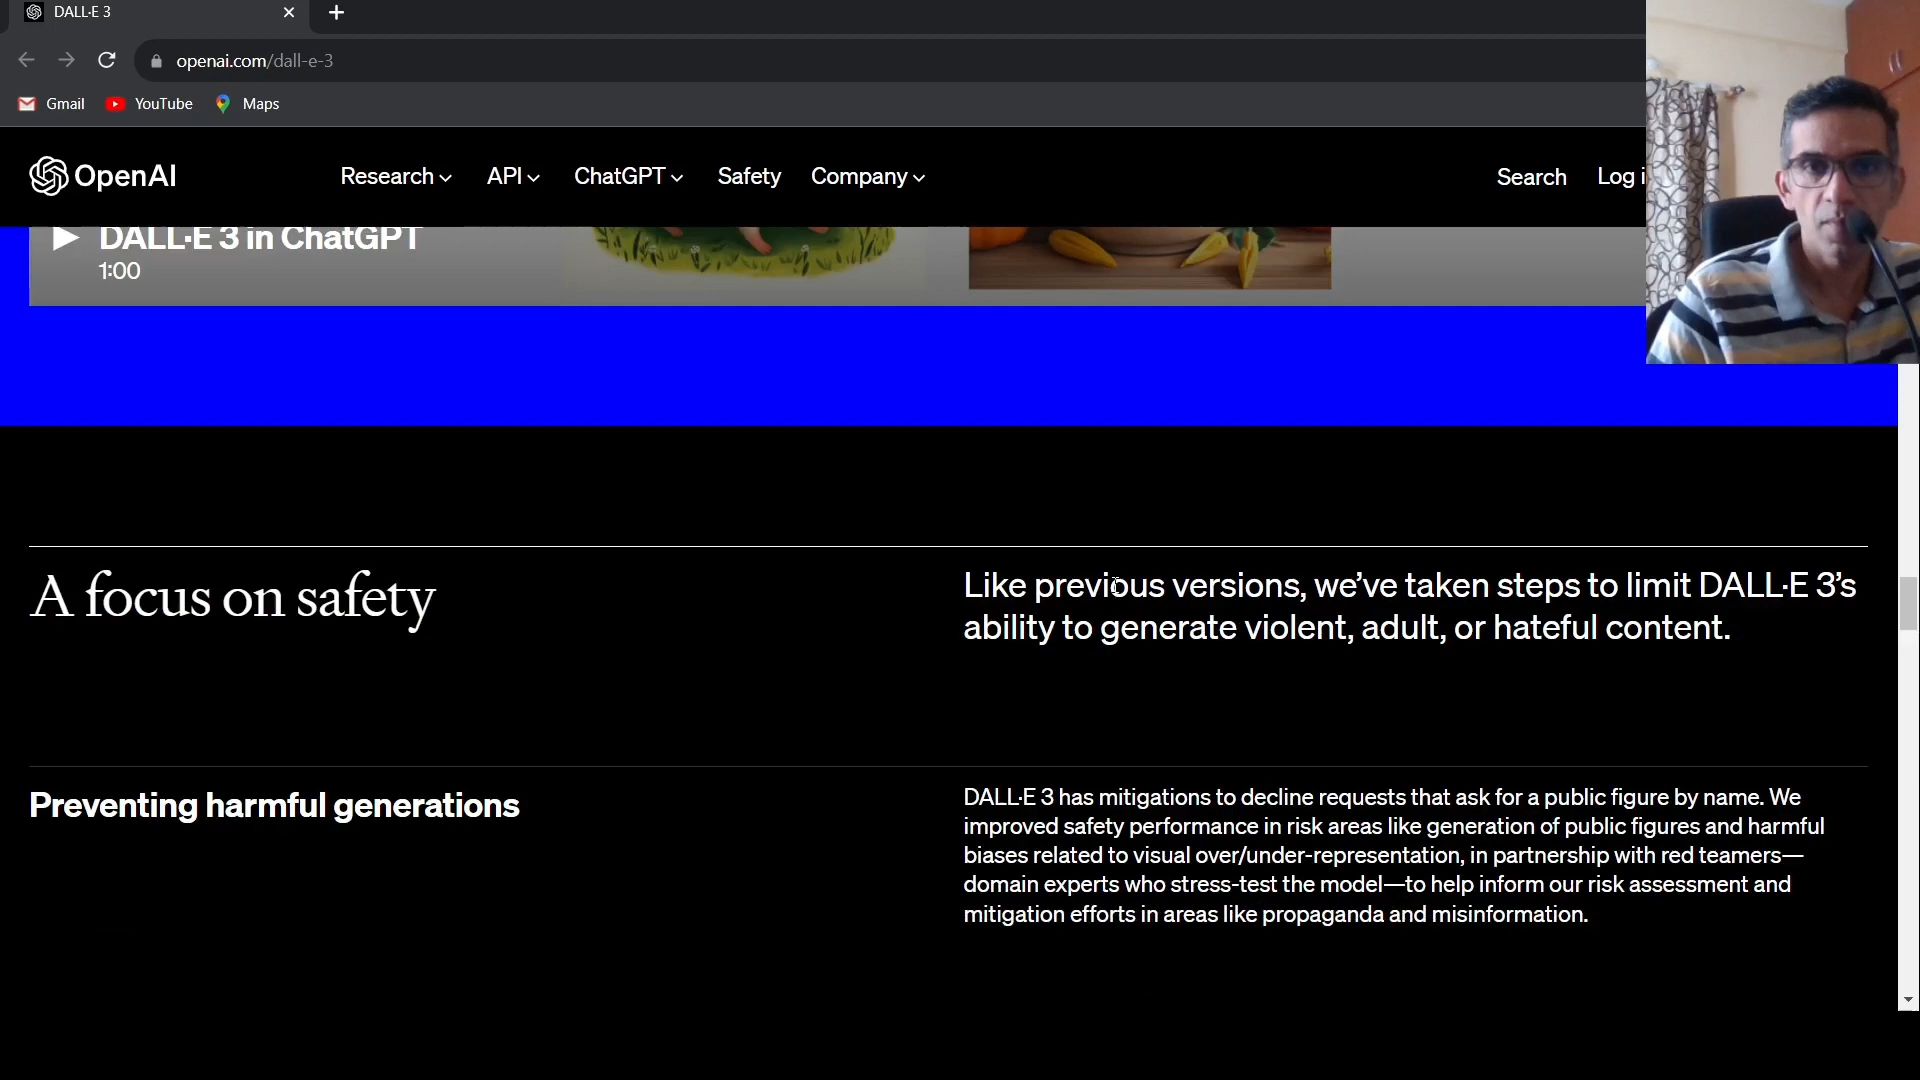 DALL·E 3
openai.com/dall-e-3
Gmail YouTube Maps
OpenAI Research API ChatGPT Safety Company Search Log i
DALL·E 3 in ChatGPT
1:00
A focus on safety
Like previous versions, we’ve taken steps to limit DALL·E 3’s
ability to generate violent, adult, or hateful content.
Preventing harmful generations
DALL·E 3 has mitigations to decline requests that ask for a public figure by name. We
improved safety performance in risk areas like generation of public figures and harmful
biases related to visual over/under-representation, in partnership with red teamers—
domain experts who stress-test the model—to help inform our risk assessment and
mitigation efforts in areas like propaganda and misinformation.